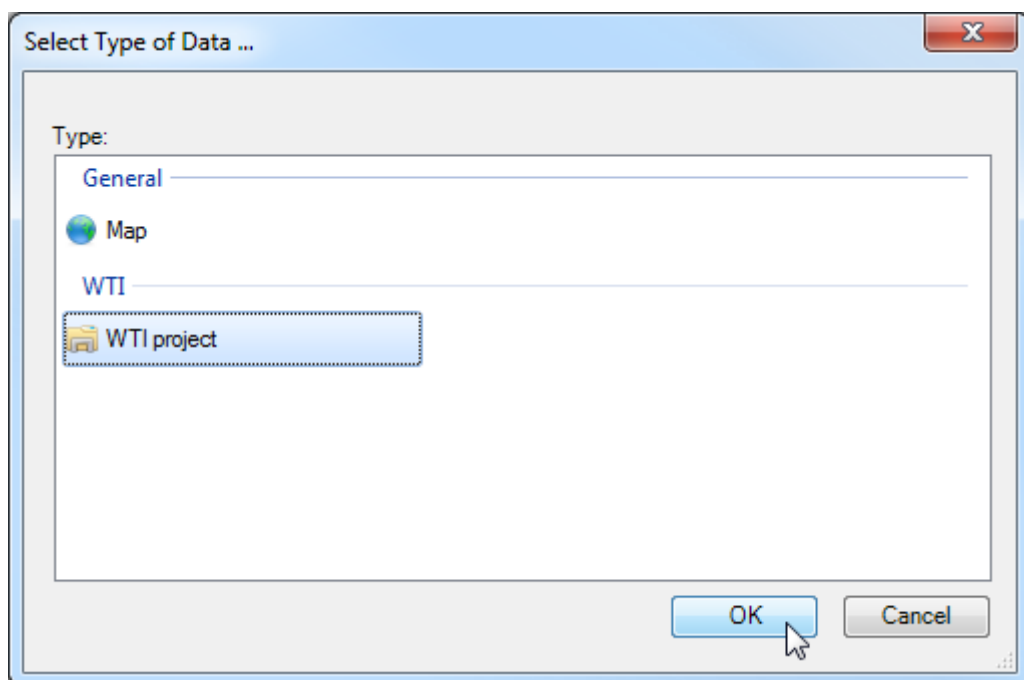 Select Type of Data ...
Type:
General
Map
WTI
WTI project
OK
Cancel